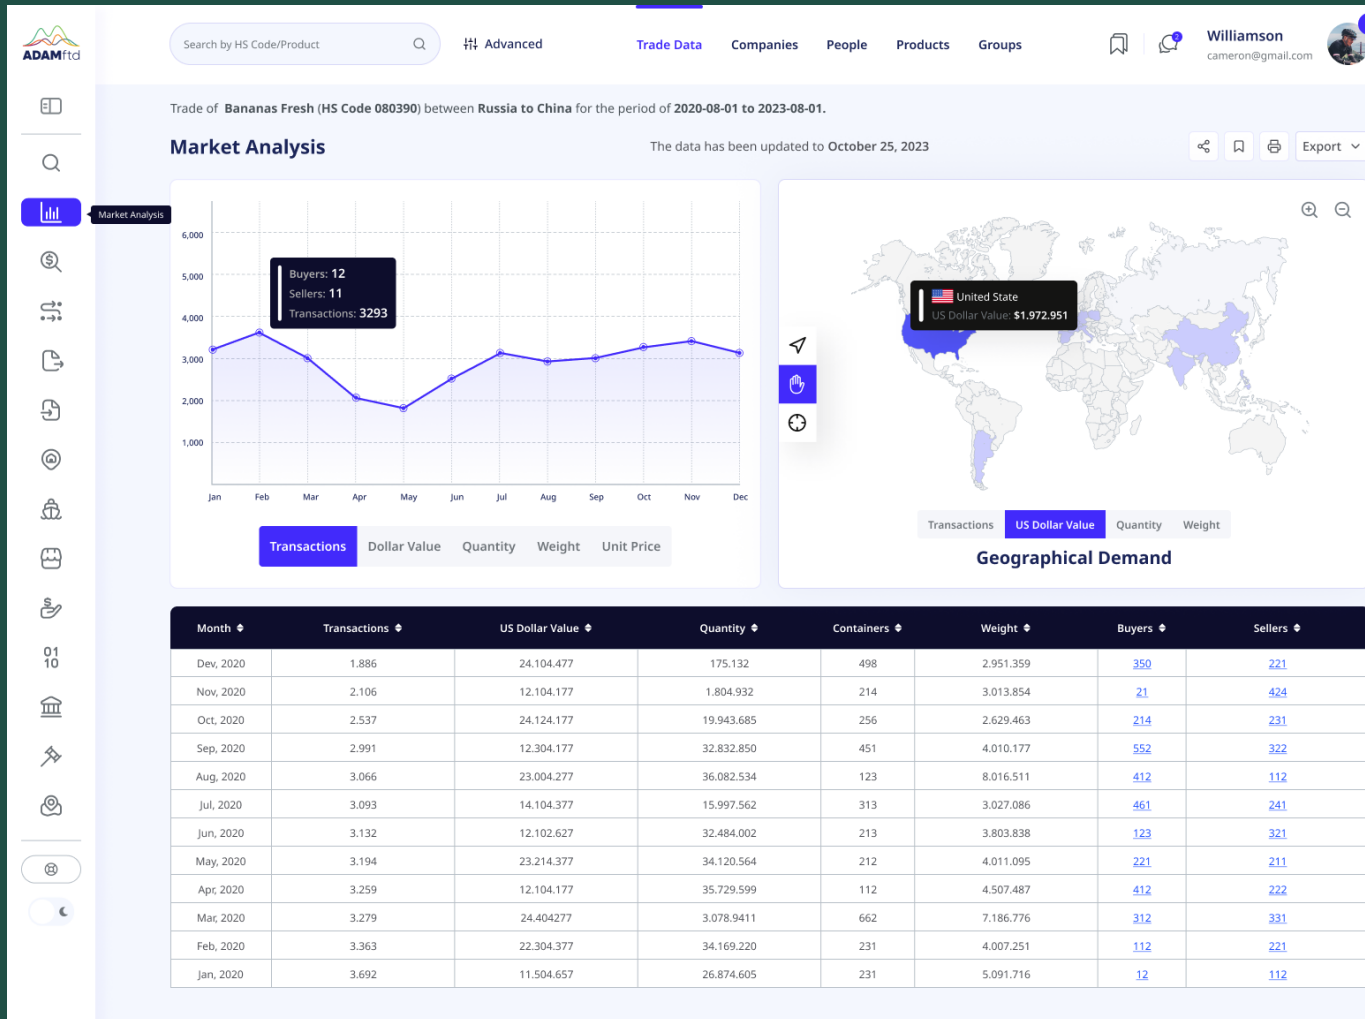 ADAMftd
Search by HS Code/Product
Advanced
Trade Data
Companies
People
Products
Groups
2
Williamson
cameron@gmail.com
Trade of Bananas Fresh (HS Code 080390) between Russia to China for the period of 2020-08-01 to 2023-08-01.
Market Analysis
The data has been updated to October 25, 2023
Export
Market Analysis
01
10
6,000
5,000
4,000
3,000
2,000
1,000
Buyers: 12
Sellers: 11
Transactions: 3293
Jan Feb Mar Apr May Jun Jul Aug Sep Oct Nov Dec
Transactions Dollar Value Quantity Weight Unit Price
United State
US Dollar Value: $1.972.951
Transactions US Dollar Value Quantity Weight
Geographical Demand
Month Transactions US Dollar Value Quantity Containers Weight Buyers Sellers
Dev, 2020 1.886 24.104.477 175.132 498 2.951.359 350 221
Nov, 2020 2.106 12.104.177 1.804.932 214 3.013.854 21 424
Oct, 2020 2.537 24.124.177 19.943.685 256 2.629.463 214 231
Sep, 2020 2.991 12.304.177 32.832.850 451 4.010.177 552 322
Aug, 2020 3.066 23.004.277 36.082.534 123 8.016.511 412 112
Jul, 2020 3.093 14.104.377 15.997.562 313 3.027.086 461 241
Jun, 2020 3.132 12.102.627 32.484.002 213 3.803.838 123 321
May, 2020 3.194 23.214.377 34.120.564 212 4.011.095 221 211
Apr, 2020 3.259 12.104.177 35.729.599 112 4.507.487 412 222
Mar, 2020 3.279 24.404277 3.078.9411 662 7.186.776 312 331
Feb, 2020 3.363 22.304.377 34.169.220 231 4.007.251 112 221
Jan, 2020 3.692 11.504.657 26.874.605 231 5.091.716 12 112